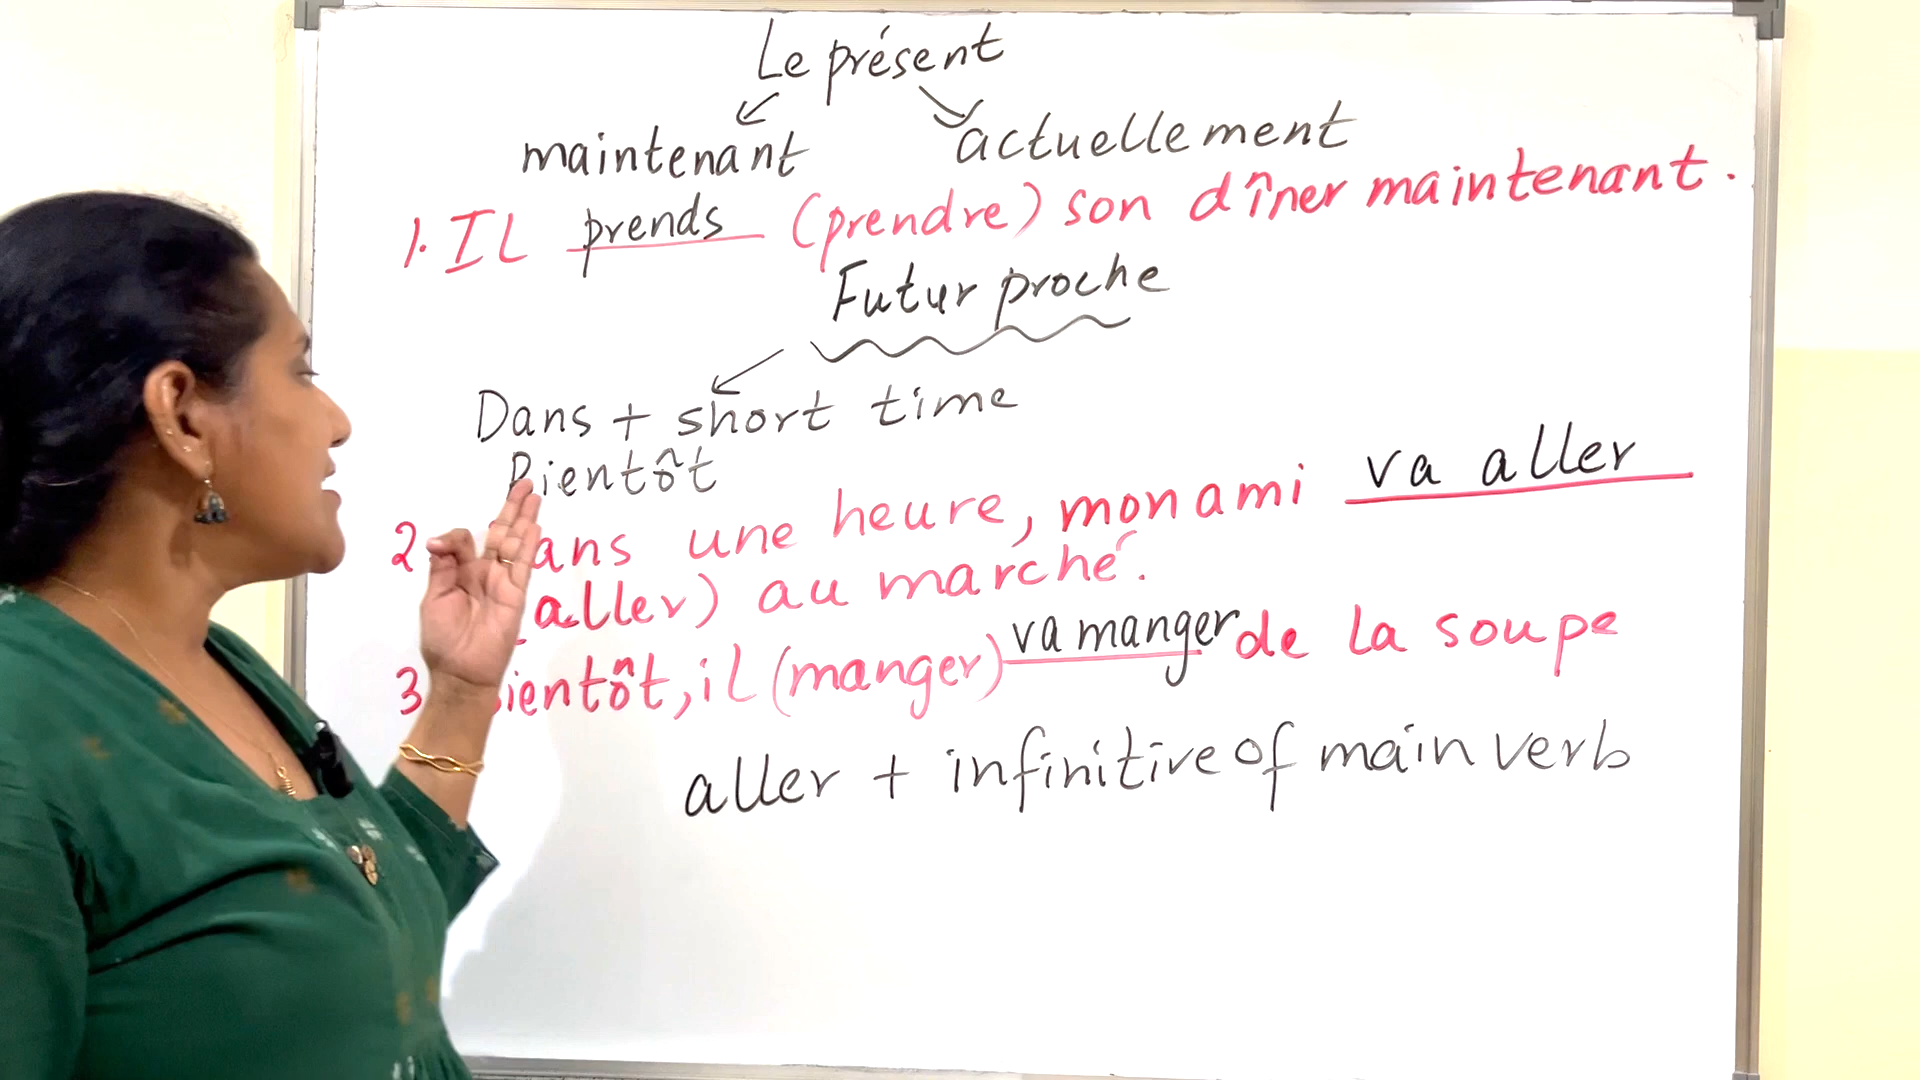 Le présent
maintenant actuellement
1. IL prends (prendre) son dîner maintenant.
Futur proche
Dans + short time
Bientôt
2 ans une heure, mon ami va aller
(aller) au marché.
3 ientôt, il (manger) va manger de la soupe
aller + infinitive of main verb